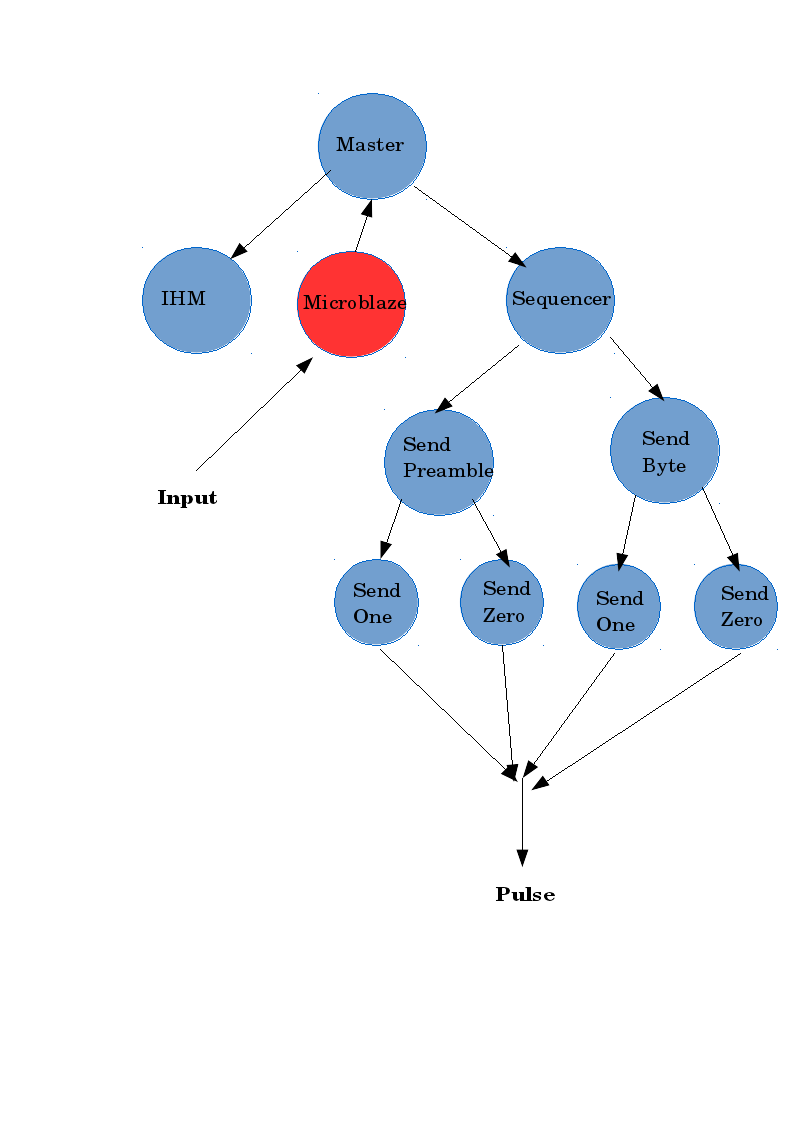 Master
IHM
Microblaze
Sequencer
Send
Preamble
Send
Byte
Input
Send
One
Send
Zero
Send
One
Send
Zero
Pulse